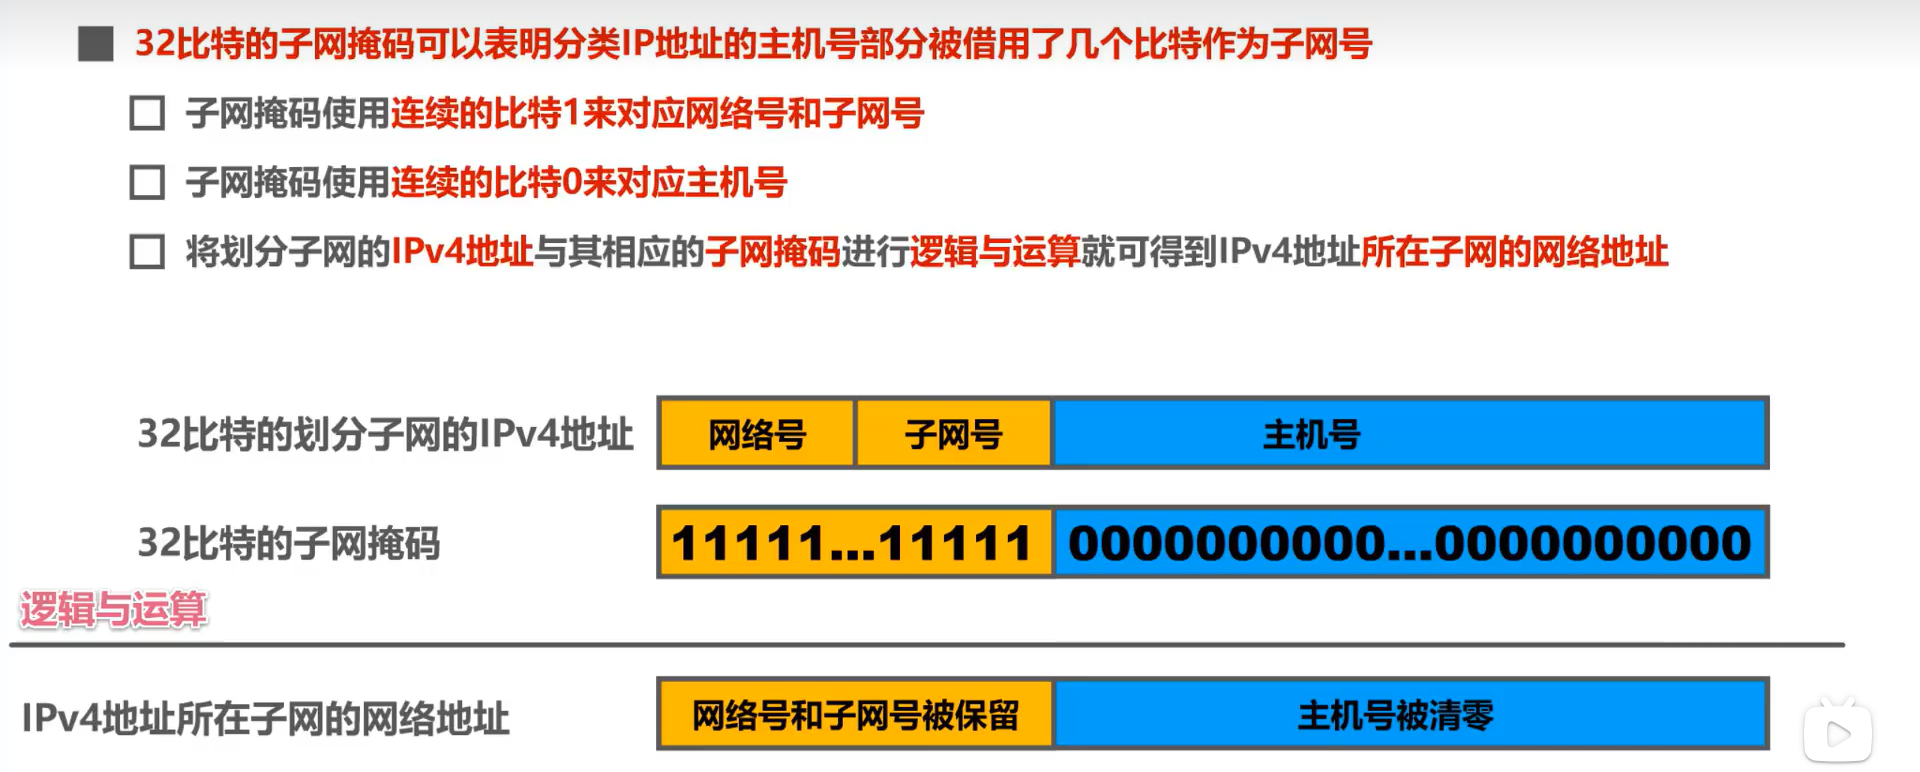 32比特的子网掩码可以表明分类IP地址的主机号部分被借用了几个比特作为子网号
子网掩码使用连续的比特1来对应网络号和子网号
子网掩码使用连续的比特0来对应主机号
将划分子网的IPv4地址与其相应的子网掩码进行逻辑与运算就可得到IPv4地址所在子网的网络地址
32比特的划分子网的IPv4地址 网络号 子网号 主机号
32比特的子网掩码 11111...11111 0000000000...0000000000
逻辑与运算
IPv4地址所在子网的网络地址 网络号和子网号被保留 主机号被清零